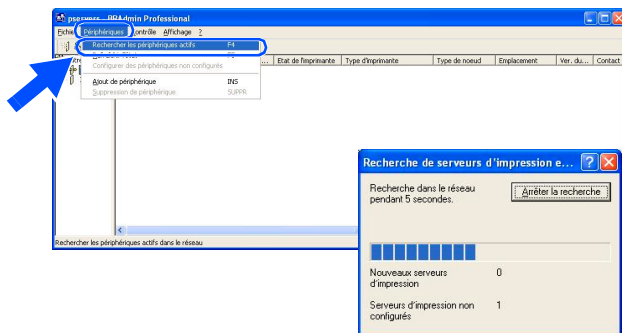 pservers - BRAdmin Professional
Fichier Périphériques Contrôle Affichage ?
Rechercher les périphériques actifs F4
Configurer des périphériques non configurés
Ajout de périphérique INS
Suppression de périphérique SUPPR
Etat de l'imprimante Type d'imprimante Type de noeud Emplacement Ver. du... Contact
Rechercher les périphériques actifs dans le réseau
Recherche de serveurs d'impression e...
Recherche dans le réseau
pendant 5 secondes.
Arrêter la recherche
Nouveaux serveurs
d'impression
0
Serveurs d'impression non
configurés
1